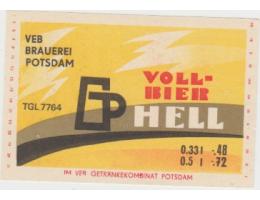 VEB
BRAUEREI
POTSDAM
VOLL-
BIER
HELL
TGL 7764
0.33 l -.48
0.5 l -.72
IM VEB GETRÄNKEKOMBINAT POTSDAM